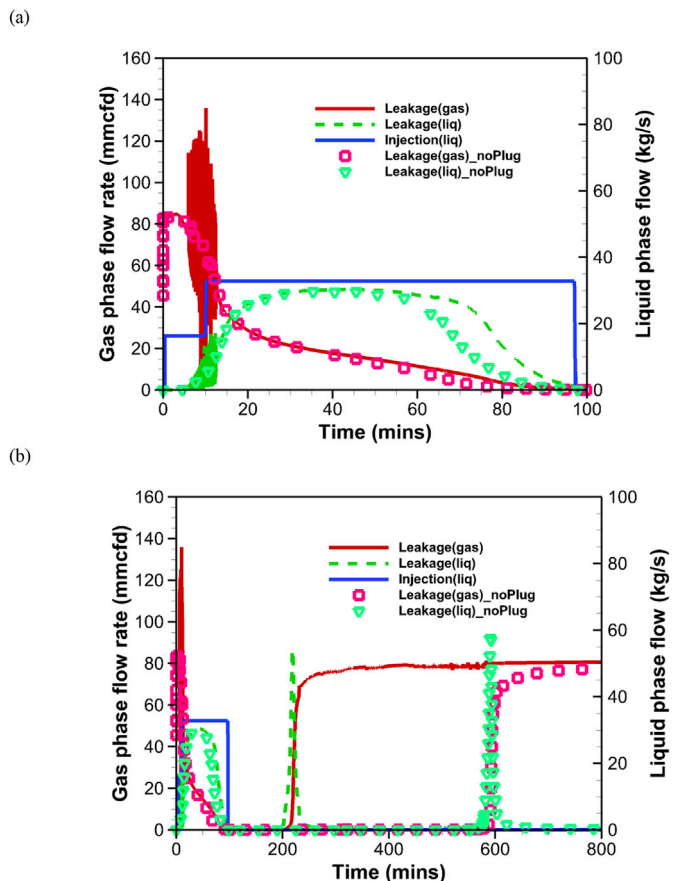 (a)
160
140
120
100
80
60
40
20
0
Gas phase flow rate (mmcfd)
100
80
60
40
20
0
Liquid phase flow (kg/s)
Leakage(gas)
Leakage(liq)
Injection(liq)
Leakage(gas)_noPlug
Leakage(liq)_noPlug
0 20 40 60 80 100
Time (mins)
(b)
160
140
120
100
80
60
40
20
0
Gas phase flow rate (mmcfd)
100
80
60
40
20
0
Liquid phase flow (kg/s)
Leakage(gas)
Leakage(liq)
Injection(liq)
Leakage(gas)_noPlug
Leakage(liq)_noPlug
0 200 400 600 800
Time (mins)